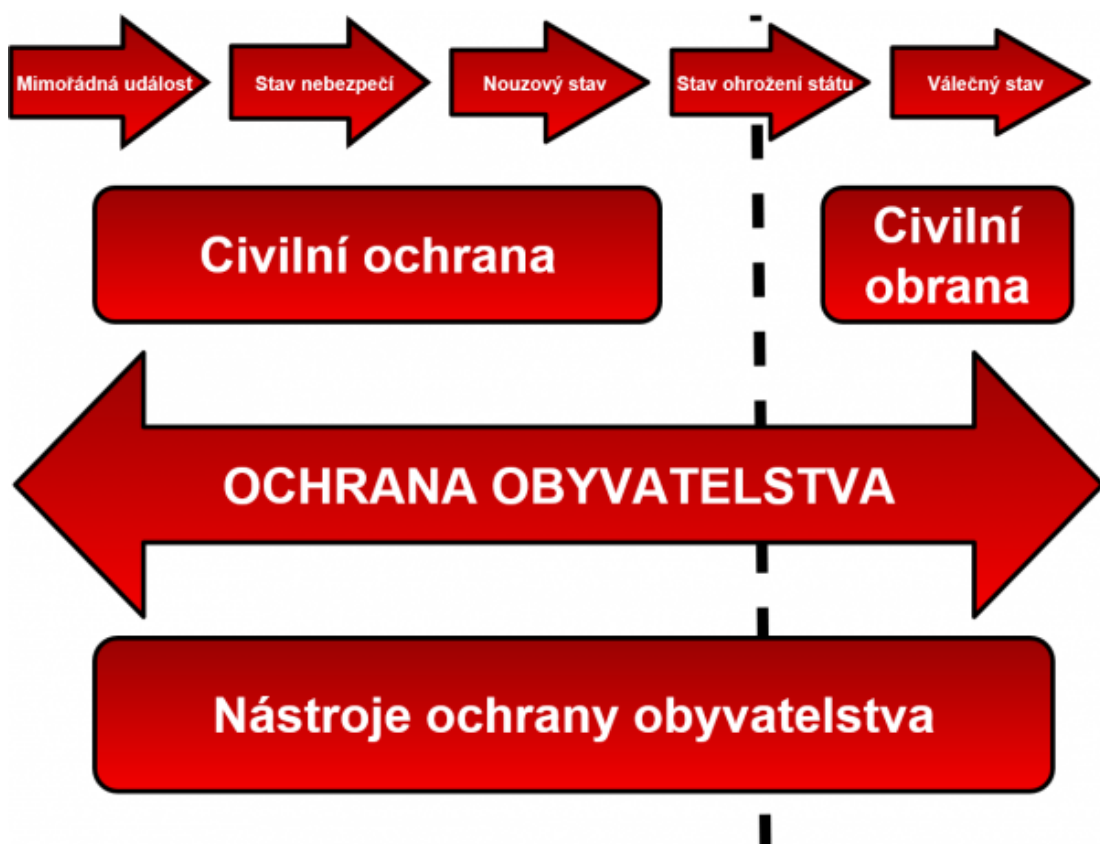 Mimořádná událost
Stav nebezpečí
Nouzový stav
Stav ohrožení státu
Válečný stav
Civilní ochrana
Civilní
obrana
OCHRANA OBYVATELSTVA
Nástroje ochrany obyvatelstva